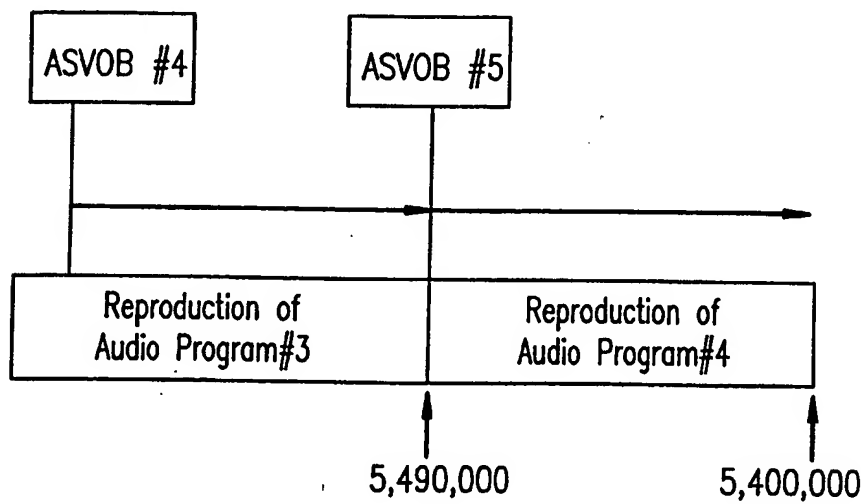 ASVOB #4
ASVOB #5
Reproduction of
Audio Program#3
Reproduction of
Audio Program#4
5,490,000
5,400,000